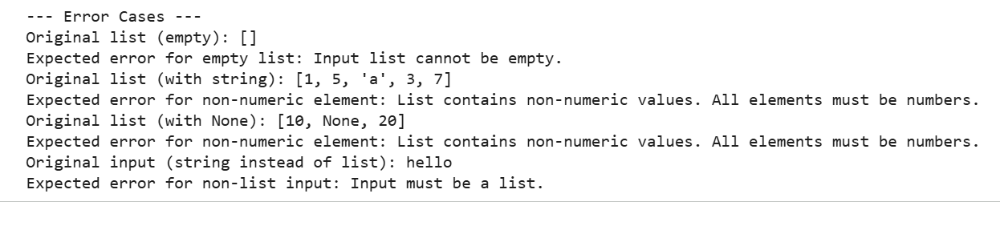 --- Error Cases ---
Original list (empty): []
Expected error for empty list: Input list cannot be empty.
Original list (with string): [1, 5, 'a', 3, 7]
Expected error for non-numeric element: List contains non-numeric values. All elements must be numbers.
Original list (with None): [10, None, 20]
Expected error for non-numeric element: List contains non-numeric values. All elements must be numbers.
Original input (string instead of list): hello
Expected error for non-list input: Input must be a list.